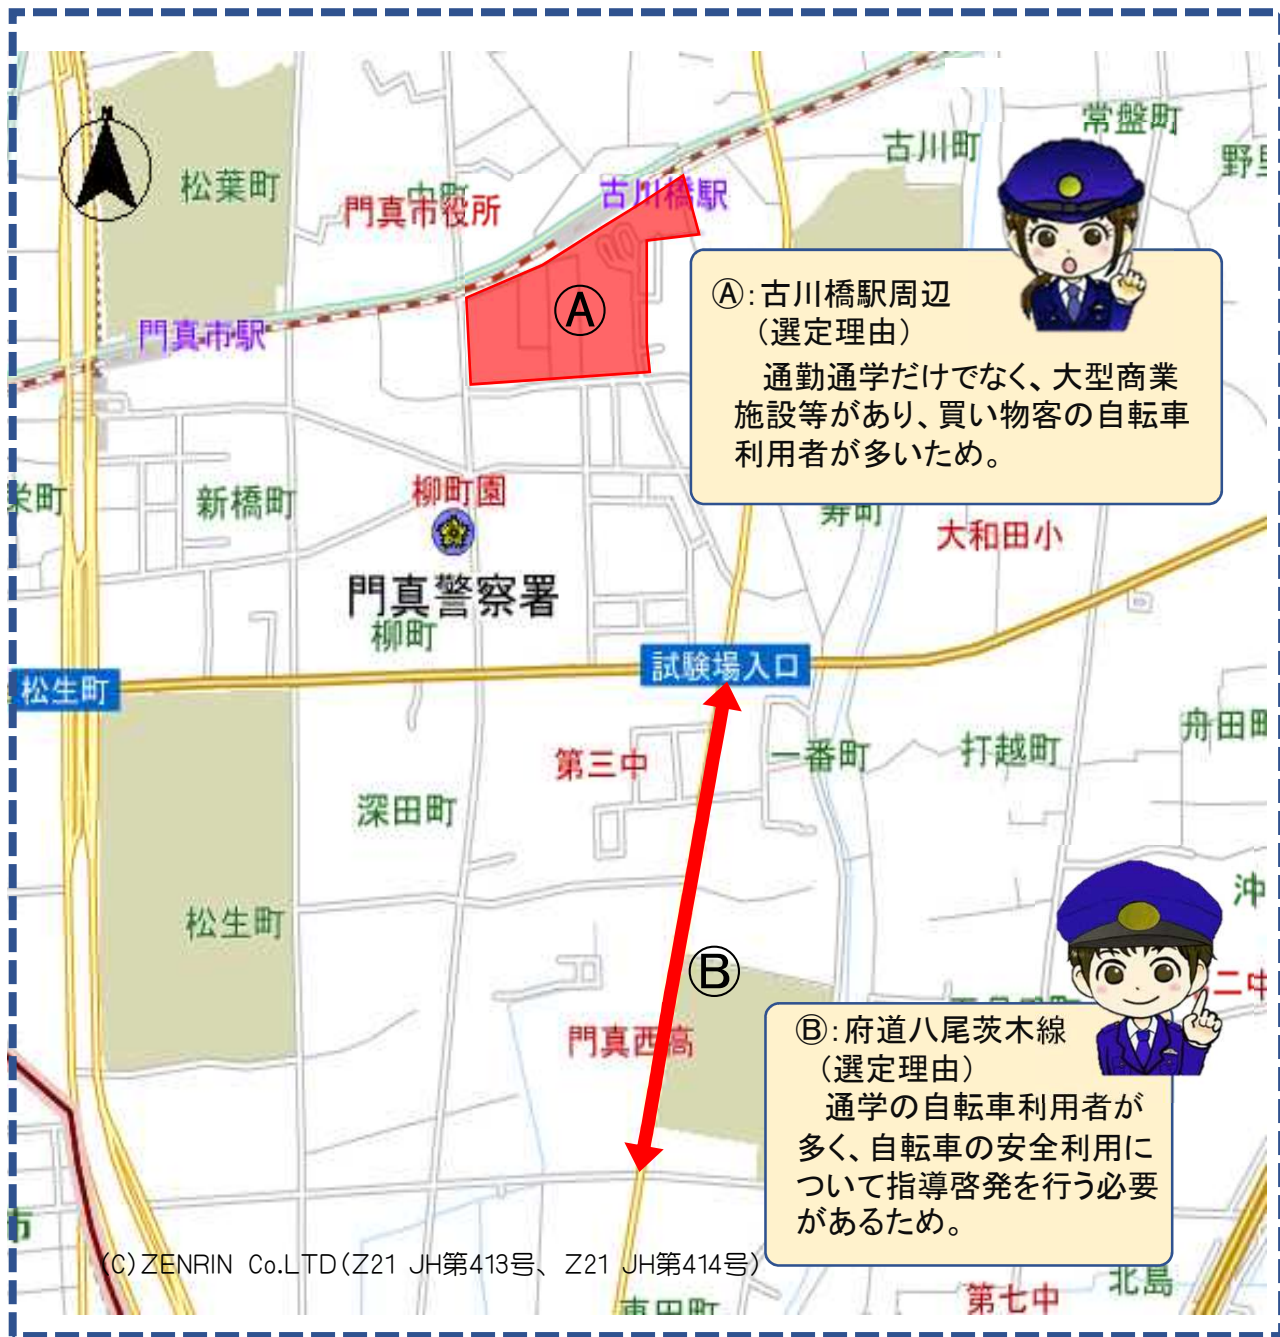 常盤町
古川町
松葉町
中町
門真市役所
古川橋駅
門真市駅
Ⓐ
Ⓐ:古川橋駅周辺
(選定理由)
通勤通学だけでなく、大型商業
施設等があり、買い物客の自転車
利用者が多いため。
新橋町
柳町園
寿町
大和田小
門真警察署
柳町
試験場入口
松生町
第三中
一番町
打越町
舟田町
深田町
松生町
沖
Ⓑ
二中
門真西高
Ⓑ:府道八尾茨木線
(選定理由)
通学の自転車利用者が
多く、自転車の安全利用に
ついて指導啓発を行う必要
があるため。
市
(C)ZENRIN Co.LTD(Z21 JH第413号、Z21 JH第414号)
北島
第七中